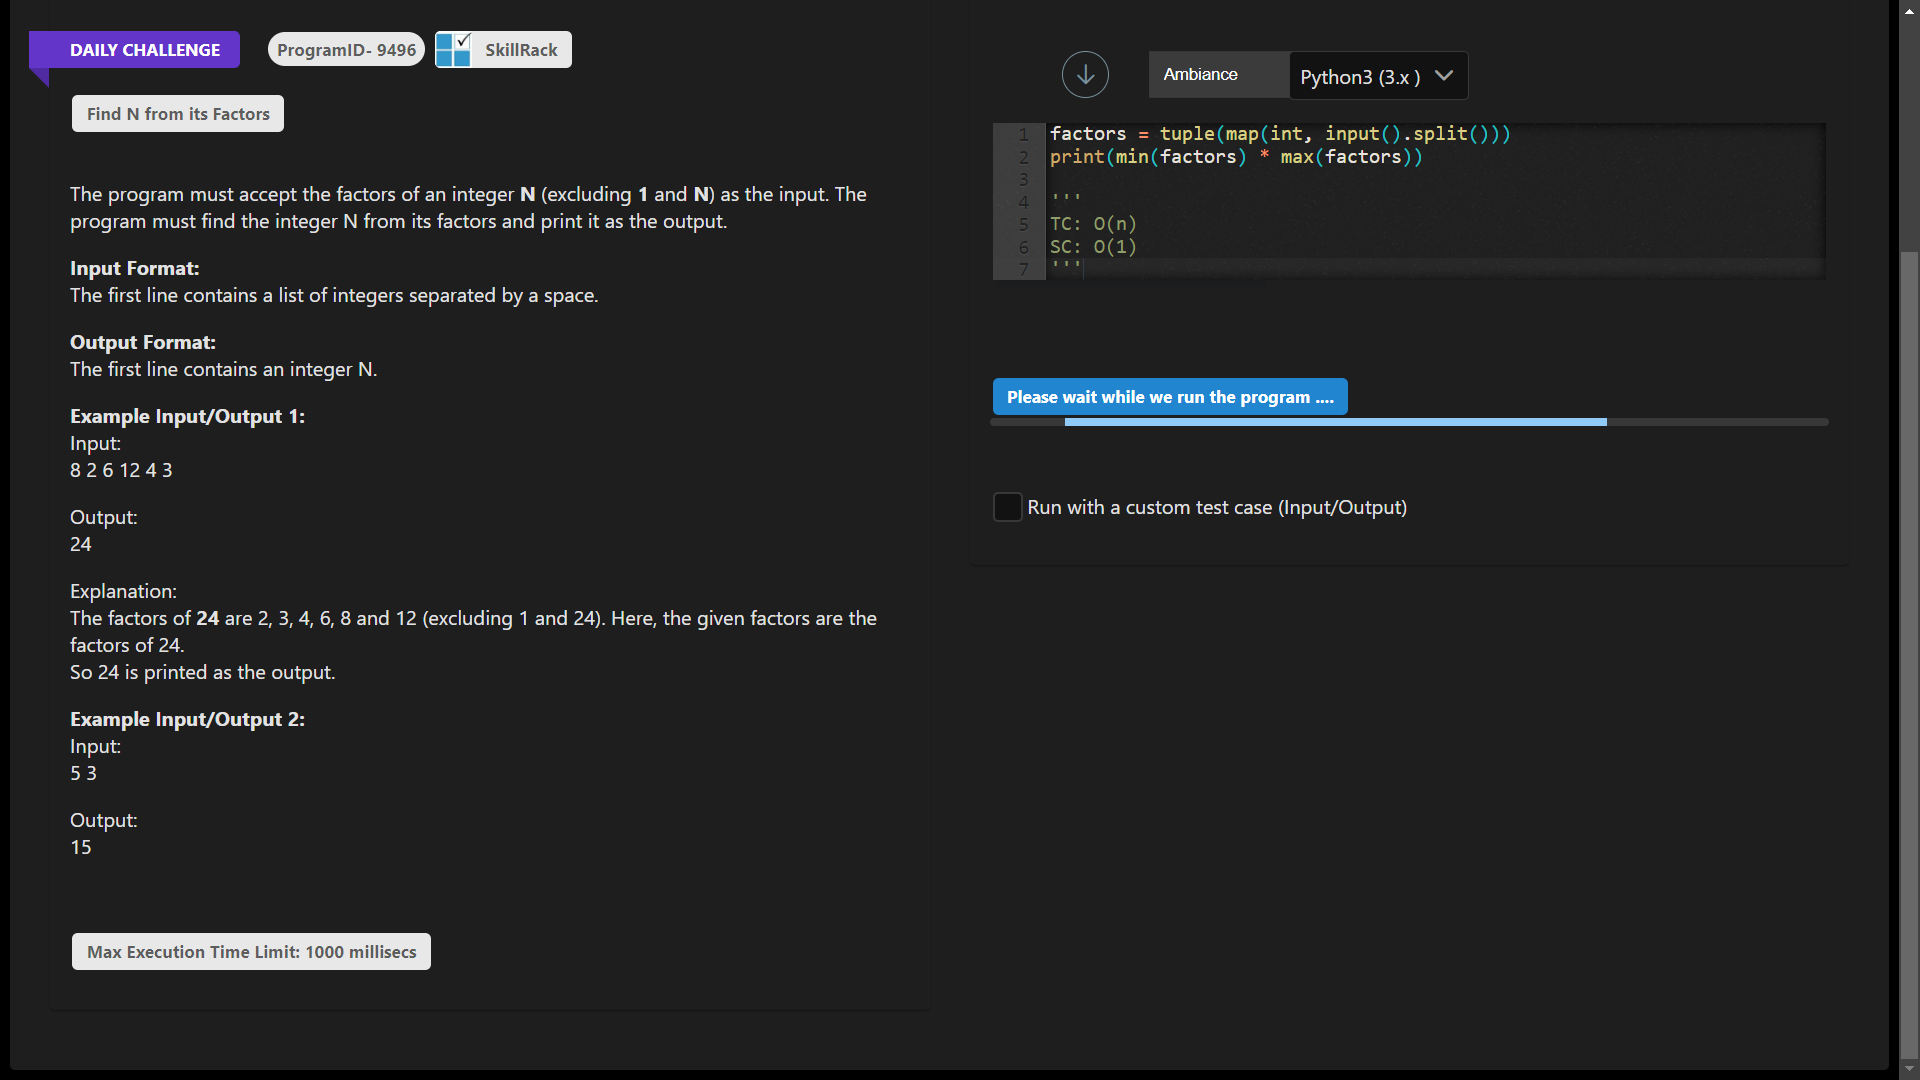 DAILY CHALLENGE
ProgramID- 9496
SkillRack
Find N from its Factors
The program must accept the factors of an integer N (excluding 1 and N) as the input. The
program must find the integer N from its factors and print it as the output.
Input Format:
The first line contains a list of integers separated by a space.
Output Format:
The first line contains an integer N.
Example Input/Output 1:
Input:
8 2 6 12 4 3
Output:
24
Explanation:
The factors of 24 are 2, 3, 4, 6, 8 and 12 (excluding 1 and 24). Here, the given factors are the
factors of 24.
So 24 is printed as the output.
Example Input/Output 2:
Input:
5 3
Output:
15
Max Execution Time Limit: 1000 millisecs
Ambiance
Python3 (3.x )
1 factors = tuple(map(int, input().split()))
2 print(min(factors) * max(factors))
3
4 '''
5 TC: O(n)
6 SC: O(1)
7 '''
Please wait while we run the program ....
Run with a custom test case (Input/Output)